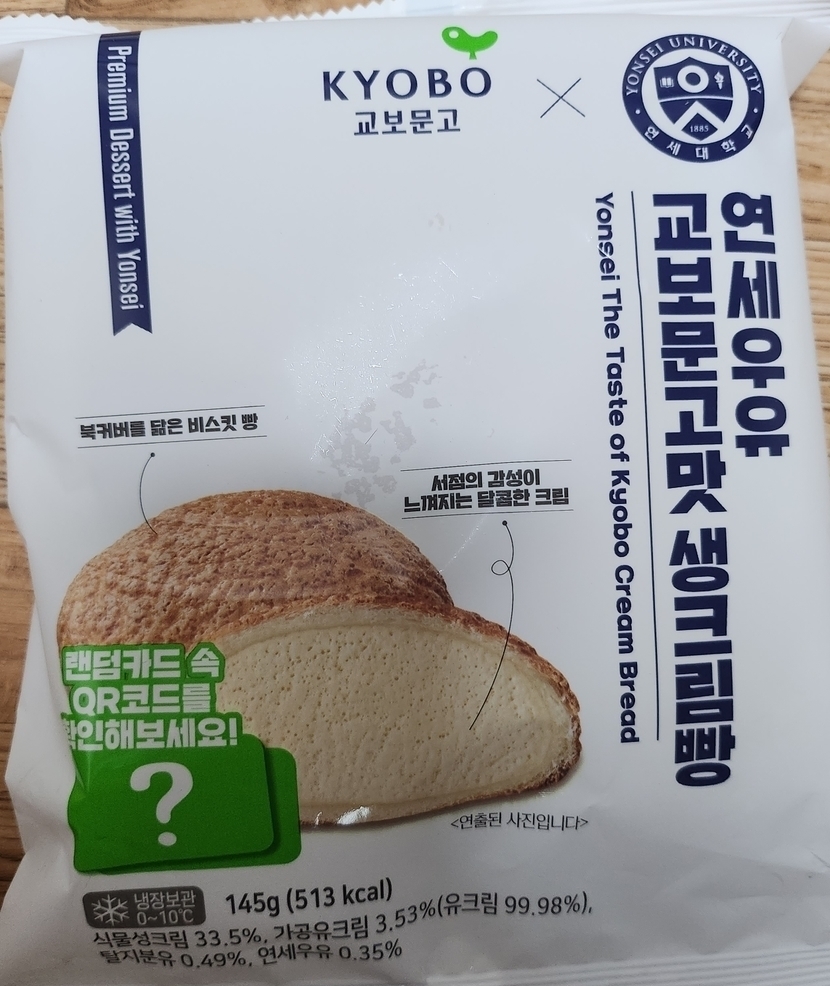 Premium Dessert with Yonsei
KYOBO
교보문고
YONSEI UNIVERSITY
1885
연세대학교
연세아야
교보문고맛 생크림빵
Yonsei The Taste of Kyobo Cream Bread
북커버를 닮은 비스킷 빵
서점의 감성이
느껴지는 달콤한 크림
랜덤카드 속
QR코드를
확인해보세요!
?
<연출된 사진입니다>
냉장보관
0~10℃
145g (513 kcal)
식물성크림 33.5%, 가공유크림 3.53%(유크림 99.98%),
탈지분유 0.49%, 연세우유 0.35%